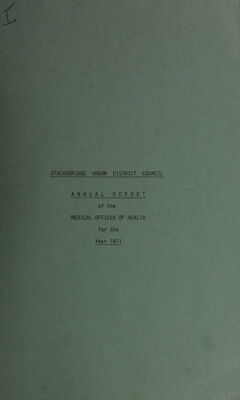 I
STOCKSBRIDGE URBAN DISTRICT COUNCIL
ANNUAL REPORT
of the
MEDICAL OFFICER OF HEALTH
for the
Year 1971